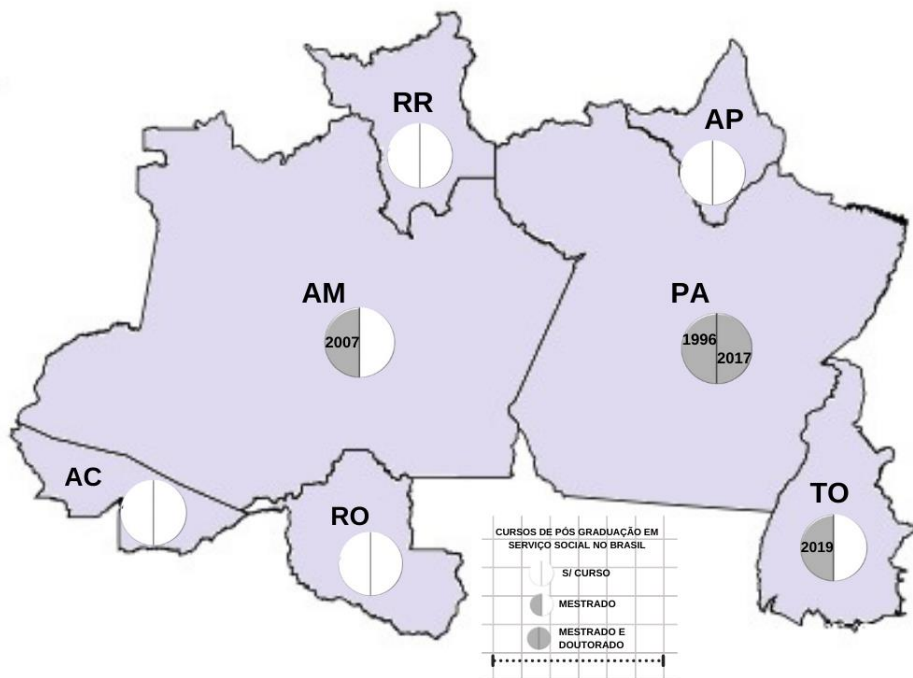 RR
AP
AM
PA
2007
1996
2017
AC
RO
TO
2019
CURSOS DE PÓS GRADUAÇÃO EM
SERVIÇO SOCIAL NO BRASIL
S/ CURSO
MESTRADO
MESTRADO E
DOUTORADO